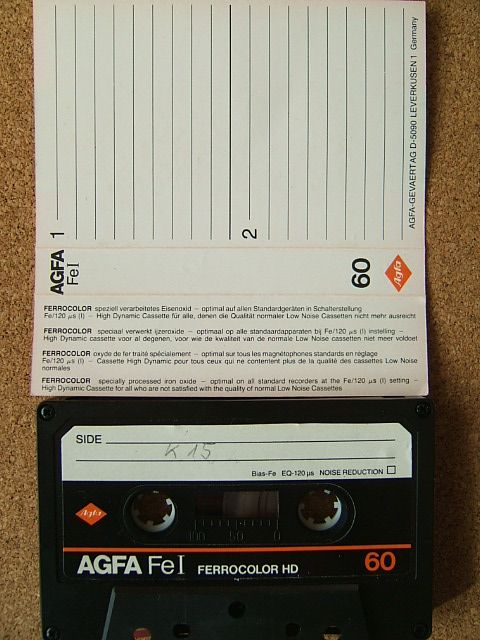 1
2
AGFA-GEVAERT AG D-5090 LEVERKUSEN 1 Germany
AGFA
Fe I
60
Agfa
FERROCOLOR speziell verarbeitetes Eisenoxid – optimal auf allen Standardgeräten in Schalterstellung
Fe/120 µs (I) – High Dynamic Cassette für alle, denen die Qualität normaler Low Noise Cassetten nicht mehr ausreicht
FERROCOLOR speciaal verwerkt ijzeroxide – optimaal op alle standaardapparaten bij Fe/120 µs (I) instelling –
High Dynamic Cassette voor al degenen, voor wie de kwaliteit van de normale Low Noise cassetten niet meer voldoet
FERROCOLOR oxyde de fer traité spécialement – optimal sur tous les magnétophones standards en réglage
Fe/120 µs (I) – Cassette High Dynamic pour tous ceux qui ne contentent plus de la qualité des cassettes Low Noise
normales
FERROCOLOR specially processed iron oxide – optimal on all standard recorders at the Fe/120 µs (I) setting –
High Dynamic Cassette for all who are not satisfied with the quality of normal Low Noise Cassettes
SIDE
K 15
Bias-Fe EQ-120 µs NOISE REDUCTION
Agfa
100 50 0
AGFA Fe I FERROCOLOR HD 60